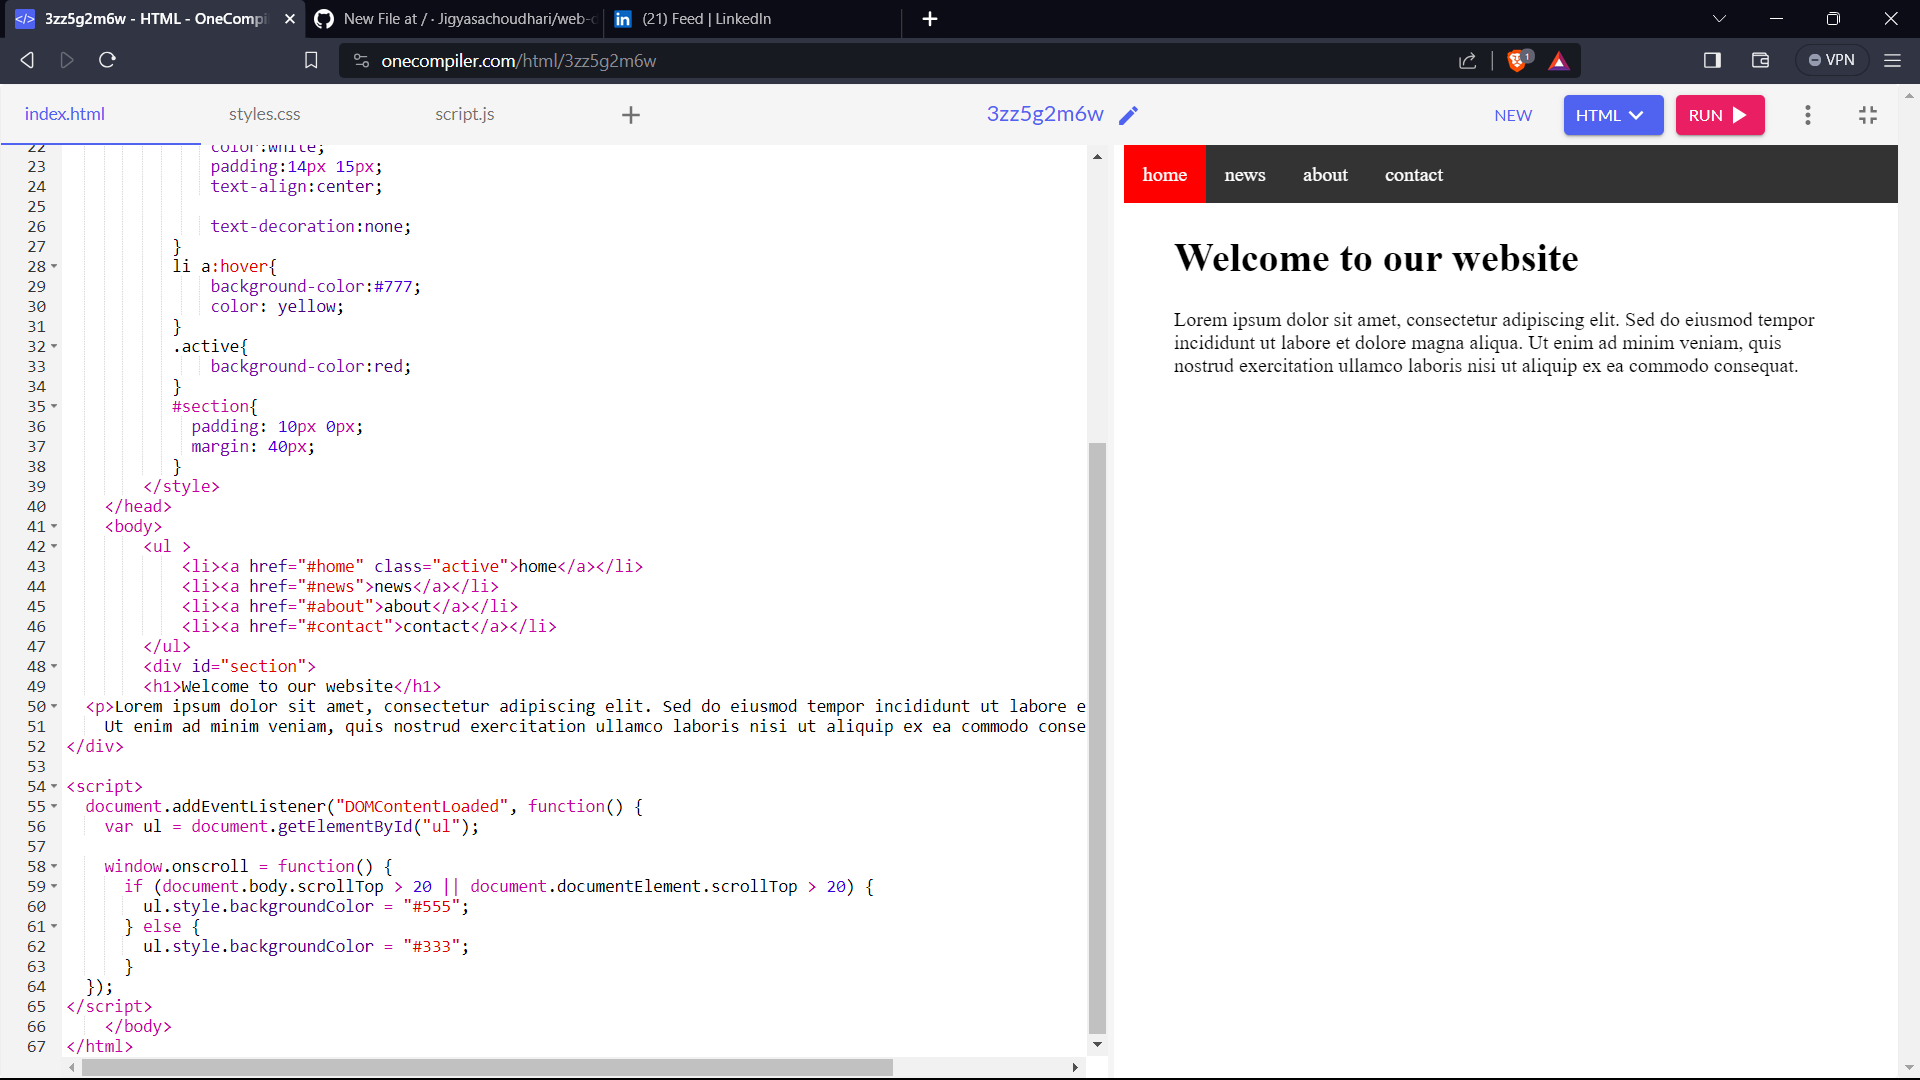 3zz5g2m6w - HTML - OneCompi
New File at / · Jigyasachoudhari/web-d
(21) Feed | LinkedIn
onecompiler.com/html/3zz5g2m6w
1
VPN
index.html
styles.css
script.js
3zz5g2m6w
NEW
HTML
RUN
22 color:white;
23 padding:14px 15px;
24 text-align:center;
25
26 text-decoration:none;
27 }
28 li a:hover{
29 background-color:#777;
30 color: yellow;
31 }
32 .active{
33 background-color:red;
34 }
35 #section{
36 padding: 10px 0px;
37 margin: 40px;
38 }
39 </style>
40 </head>
41 <body>
42 <ul >
43 <li><a href="#home" class="active">home</a></li>
44 <li><a href="#news">news</a></li>
45 <li><a href="#about">about</a></li>
46 <li><a href="#contact">contact</a></li>
47 </ul>
48 <div id="section">
49 <h1>Welcome to our website</h1>
50 <p>Lorem ipsum dolor sit amet, consectetur adipiscing elit. Sed do eiusmod tempor incididunt ut labore e
51 Ut enim ad minim veniam, quis nostrud exercitation ullamco laboris nisi ut aliquip ex ea commodo conse
52 </div>
53
54 <script>
55 document.addEventListener("DOMContentLoaded", function() {
56 var ul = document.getElementById("ul");
57
58 window.onscroll = function() {
59 if (document.body.scrollTop > 20 || document.documentElement.scrollTop > 20) {
60 ul.style.backgroundColor = "#555";
61 } else {
62 ul.style.backgroundColor = "#333";
63 }
64 });
65 </script>
66 </body>
67 </html>
home
news
about
contact
Welcome to our website
Lorem ipsum dolor sit amet, consectetur adipiscing elit. Sed do eiusmod tempor
incididunt ut labore et dolore magna aliqua. Ut enim ad minim veniam, quis
nostrud exercitation ullamco laboris nisi ut aliquip ex ea commodo consequat.